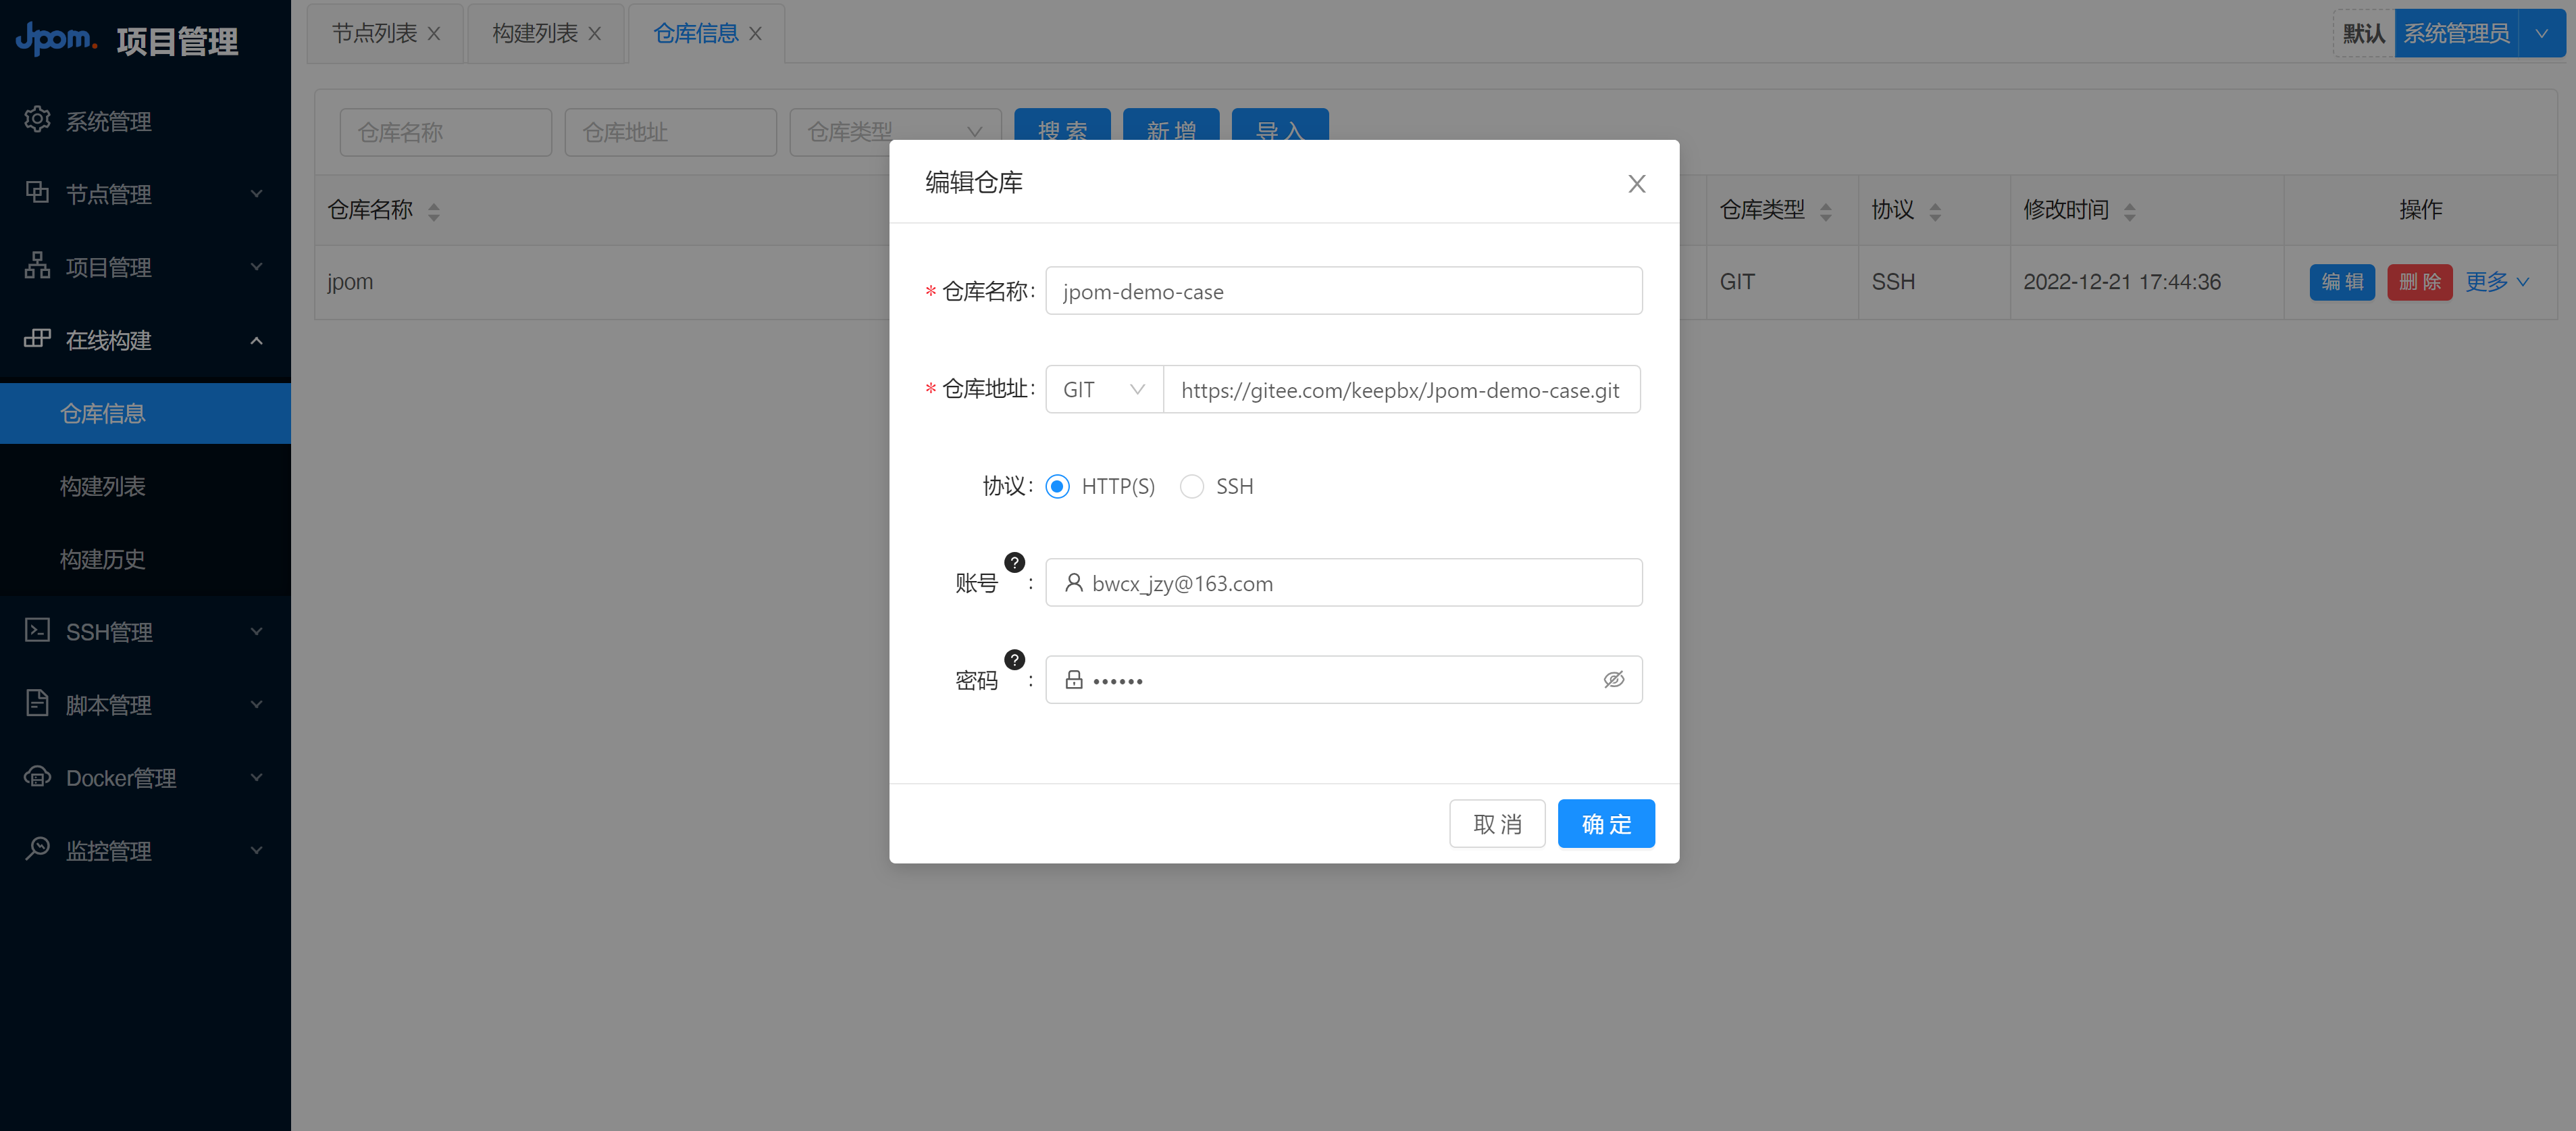 Jpom. 项目管理
系统管理
节点管理
项目管理
在线构建
仓库信息
构建列表
构建历史
SSH管理
脚本管理
Docker管理
监控管理
节点列表
构建列表
仓库信息
默认
系统管理员
仓库名称
仓库地址
仓库类型
搜索
新增
导入
仓库名称
仓库类型
协议
修改时间
操作
jpom
GIT
SSH
2022-12-21 17:44:36
编辑
删除
更多
编辑仓库
* 仓库名称: jpom-demo-case
* 仓库地址: GIT https://gitee.com/keepbx/Jpom-demo-case.git
协议: HTTP(S) SSH
账号 ? : bwcx_jzy@163.com
密码 ? : ••••••
取消
确定